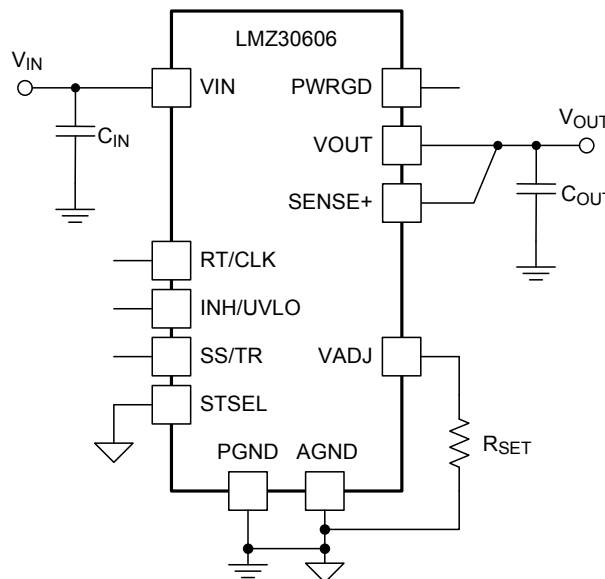 LMZ30606
VIN
VIN
PWRGD
CIN
VOUT
VOUT
SENSE+
COUT
RT/CLK
INH/UVLO
SS/TR
VADJ
STSEL
RSET
PGND
AGND